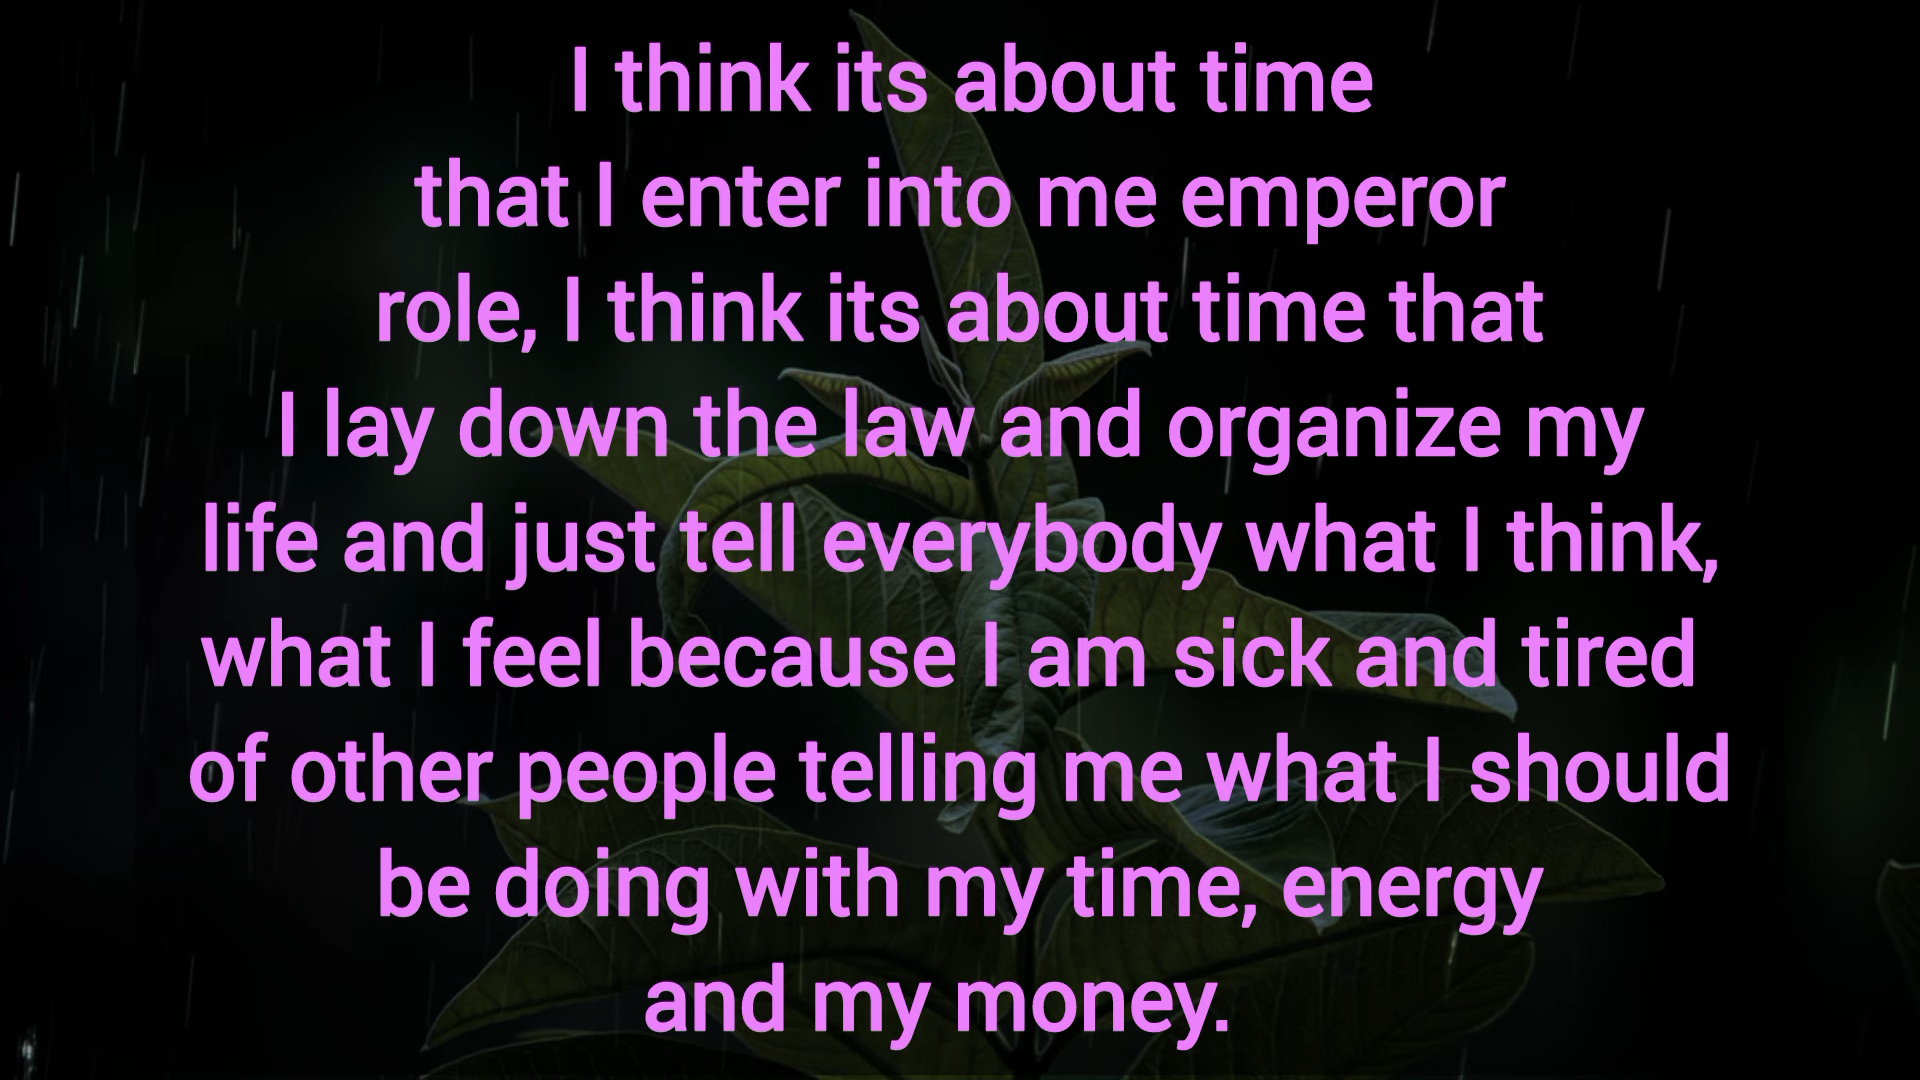 I think its about time
that I enter into me emperor
role, I think its about time that
I lay down the law and organize my
life and just tell everybody what I think,
what I feel because I am sick and tired
of other people telling me what I should
be doing with my time, energy
and my money.